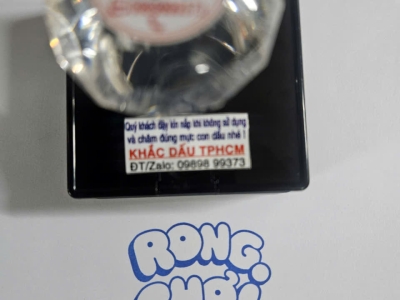 Quý khách đậy kín nắp khi không sử dụng
và châm đúng mực con dấu nhé !
KHẮC DẤU TPHCM
ĐT/Zalo: 09898 99373
RONG
CHƠI